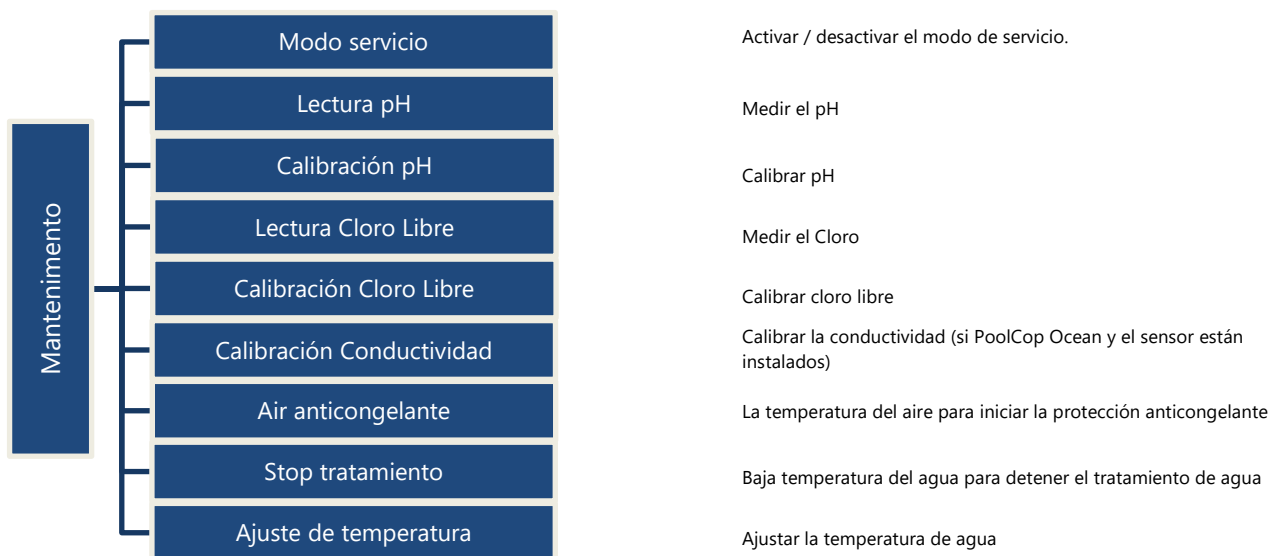 Mantenimento
Modo servicio
Activar / desactivar el modo de servicio.
Lectura pH
Medir el pH
Calibración pH
Calibrar pH
Lectura Cloro Libre
Medir el Cloro
Calibración Cloro Libre
Calibrar cloro libre
Calibración Conductividad
Calibrar la conductividad (si PoolCop Ocean y el sensor están
instalados)
Air anticongelante
La temperatura del aire para iniciar la protección anticongelante
Stop tratamiento
Baja temperatura del agua para detener el tratamiento de agua
Ajuste de temperatura
Ajustar la temperatura de agua